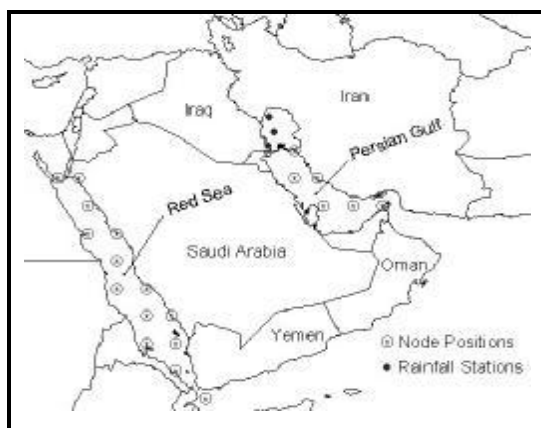 Iraq
Iran
Persian Gulf
Red Sea
Saudi Arabia
Oman
Yemen
Node Positions
Rainfall Stations